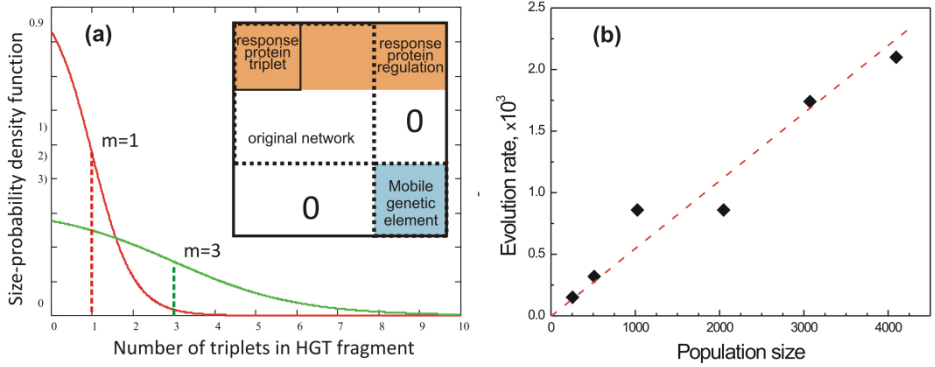 (a)
Size-probability density function
0.9
1)
2)
3)
0
m=1
m=3
0 1 2 3 4 5 6 7 8 9 10
Number of triplets in HGT fragment
response
protein
triplet
response
protein
regulation
original network
0
0
Mobile
genetic
element
(b)
Evolution rate, x10³
2.5
2.0
1.5
1.0
0.5
0.0
0 1000 2000 3000 4000
Population size